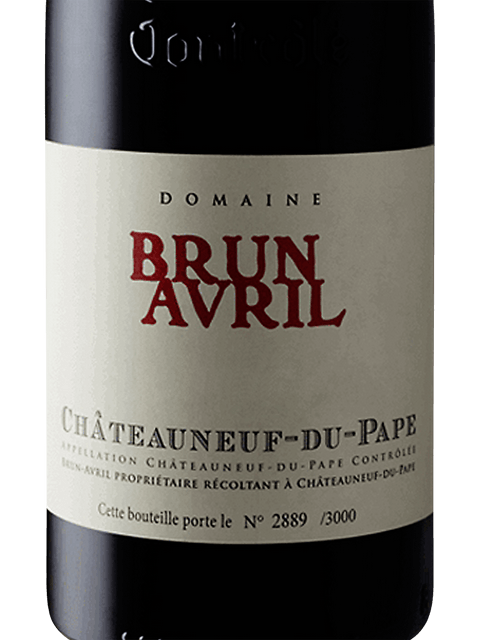 Contrôlé
DOMAINE
BRUN
AVRIL
CHÂTEAUNEUF-DU-PAPE
APPELLATION CHÂTEAUNEUF-DU-PAPE CONTRÔLÉE
BRUN-AVRIL PROPRIÉTAIRE RÉCOLTANT À CHÂTEAUNEUF-DU-PAPE
Cette bouteille porte le N° 2889 /3000